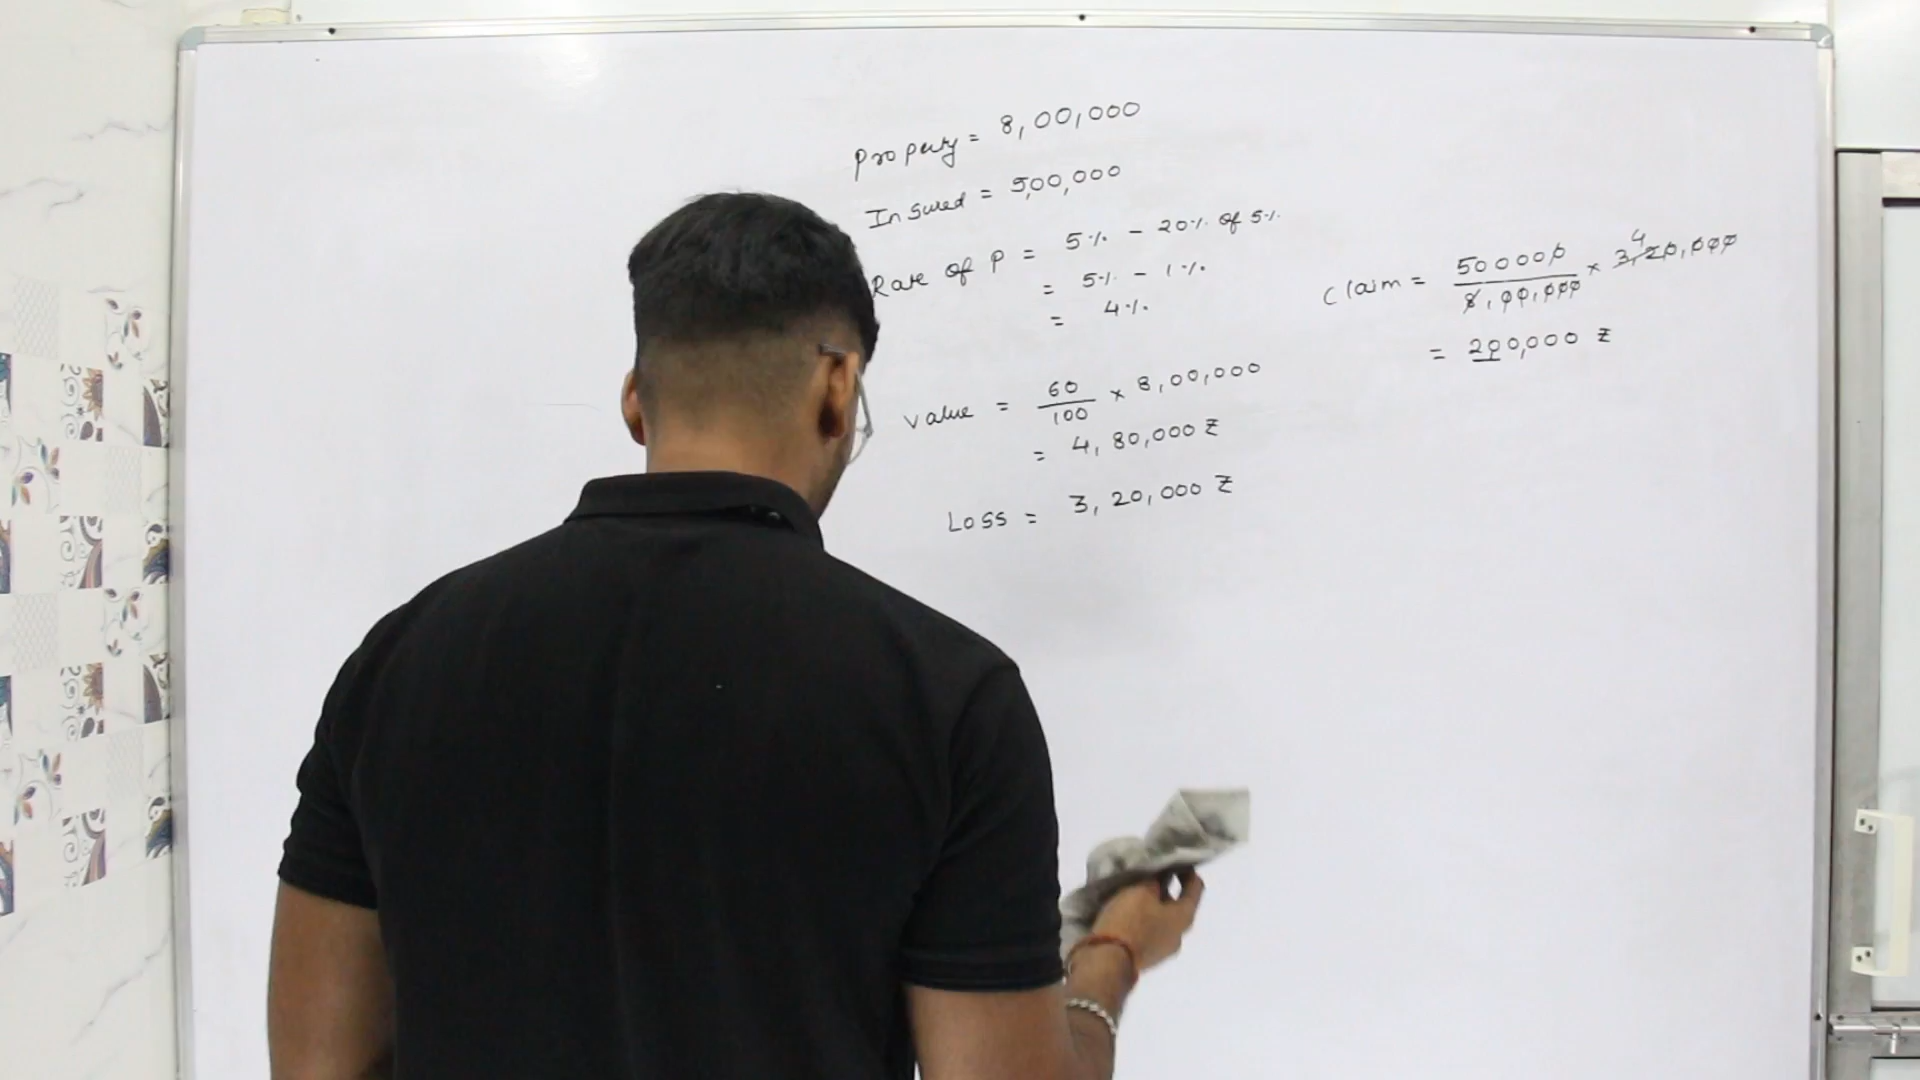 Property = 8,00,000
Insured = 5,00,000
Rate of P = 5% - 20% of 5%
= 5% - 1%
= 4%
Value = 60/100 × 8,00,000
= 4,80,000 ₹
Loss = 3,20,000 ₹
Claim = 500000/8,00,000 × 3,20,000 4
= 200,000 ₹